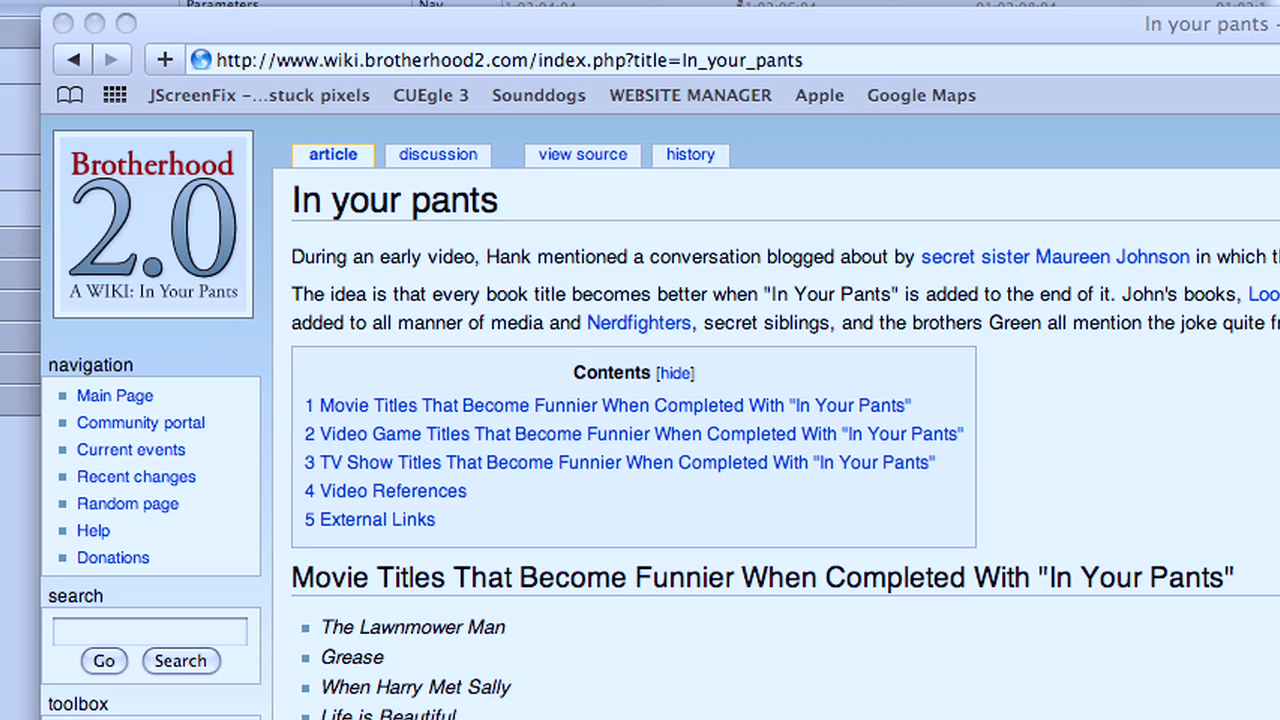 Parameters
Nav
In your pants -
http://www.wiki.brotherhood2.com/index.php?title=In_your_pants
JScreenFix –...stuck pixels CUEgle 3 Sounddogs WEBSITE MANAGER Apple Google Maps
Brotherhood
2.0
A WIKI: In Your Pants
article discussion view source history
In your pants
During an early video, Hank mentioned a conversation blogged about by secret sister Maureen Johnson in which
The idea is that every book title becomes better when "In Your Pants" is added to the end of it. John's books,
added to all manner of media and Nerdfighters, secret siblings, and the brothers Green all mention the joke quite
Contents [hide]
1 Movie Titles That Become Funnier When Completed With "In Your Pants"
2 Video Game Titles That Become Funnier When Completed With "In Your Pants"
3 TV Show Titles That Become Funnier When Completed With "In Your Pants"
4 Video References
5 External Links
Movie Titles That Become Funnier When Completed With "In Your Pants"
The Lawnmower Man
Grease
When Harry Met Sally
Life is Beautiful
navigation
Main Page
Community portal
Current events
Recent changes
Random page
Help
Donations
search
Go Search
toolbox